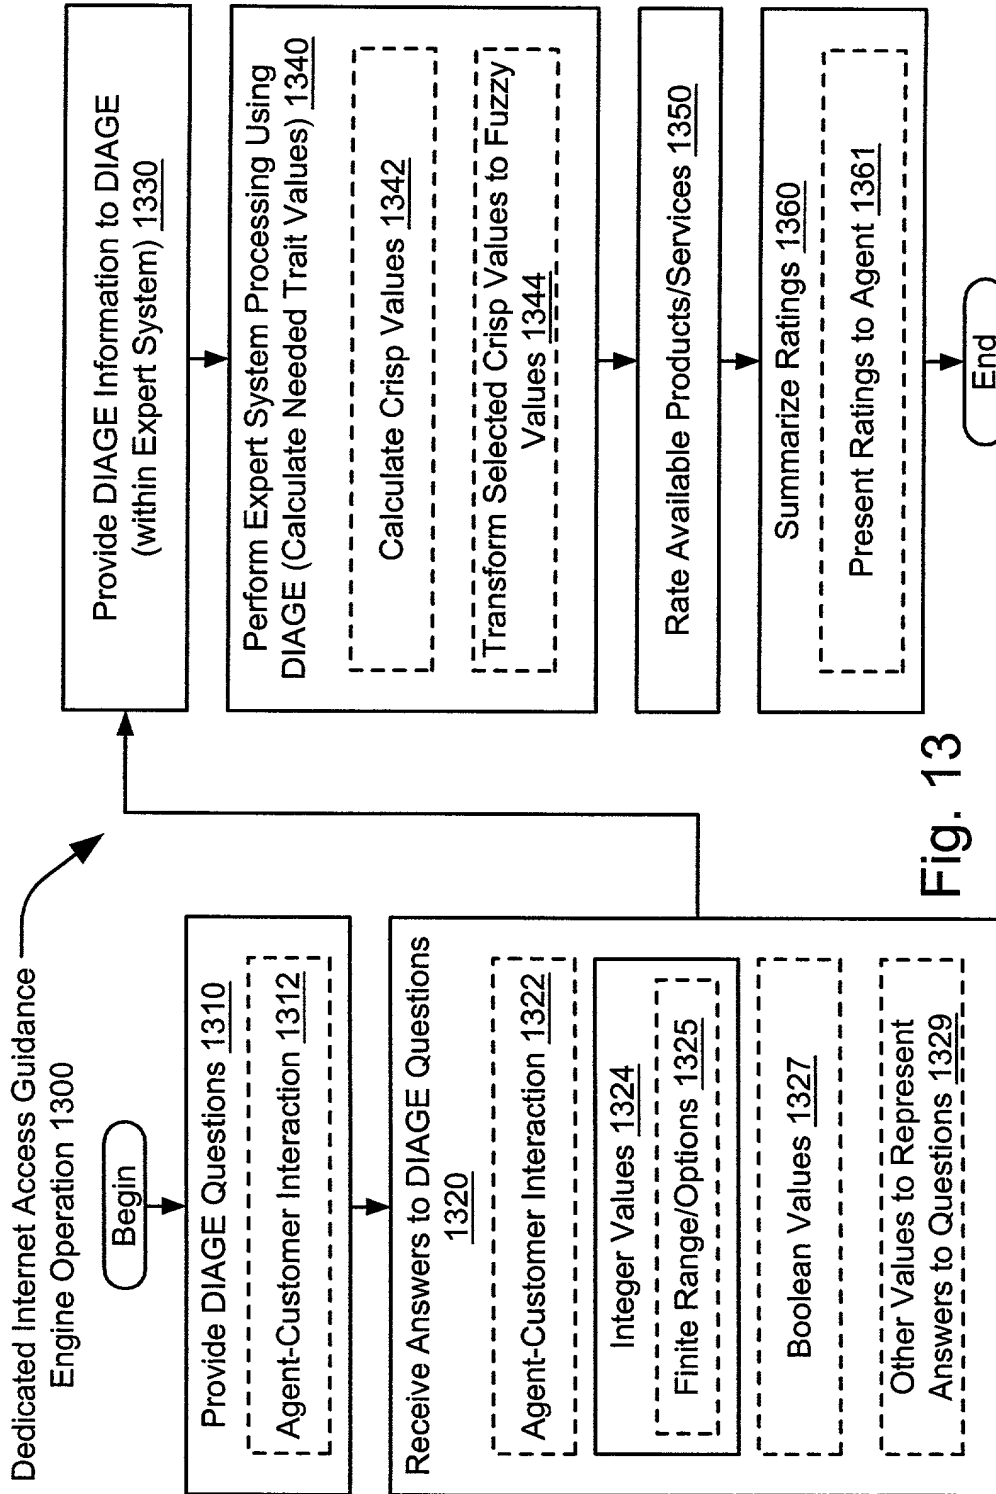 Dedicated Internet Access Guidance
Engine Operation 1300
Begin
Provide DIAGE Questions 1310
Agent-Customer Interaction 1312
Receive Answers to DIAGE Questions
1320
Agent-Customer Interaction 1322
Integer Values 1324
Finite Range/Options 1325
Boolean Values 1327
Other Values to Represent
Answers to Questions 1329
Provide DIAGE Information to DIAGE
(within Expert System) 1330
Perform Expert System Processing Using
DIAGE (Calculate Needed Trait Values) 1340
Calculate Crisp Values 1342
Transform Selected Crisp Values to Fuzzy
Values 1344
Rate Available Products/Services 1350
Summarize Ratings 1360
Present Ratings to Agent 1361
End
Fig. 13